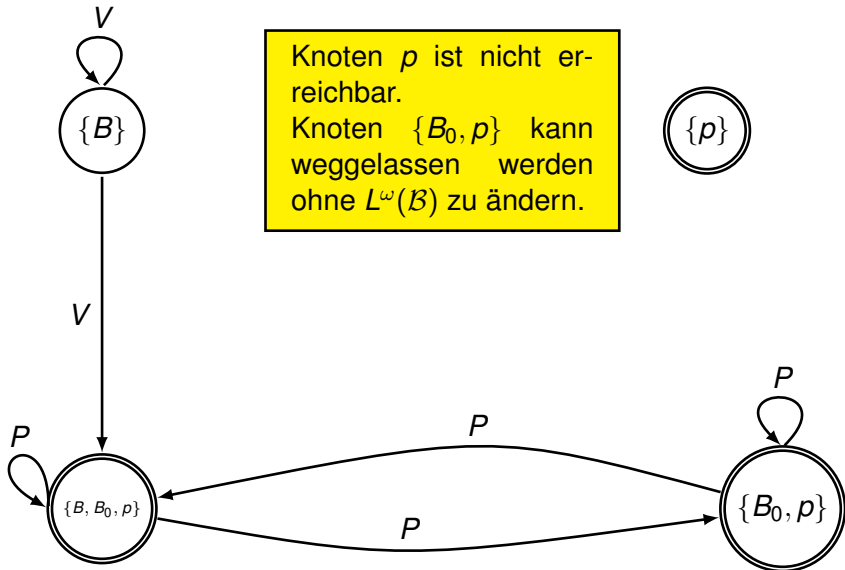 V
{B}
Knoten p ist nicht er-
reichbar.
Knoten {B₀, p} kann
weggelassen werden
ohne Lω(ℬ) zu ändern.
{p}
V
P
P
P
{B, B₀, p}
P
{B₀, p}